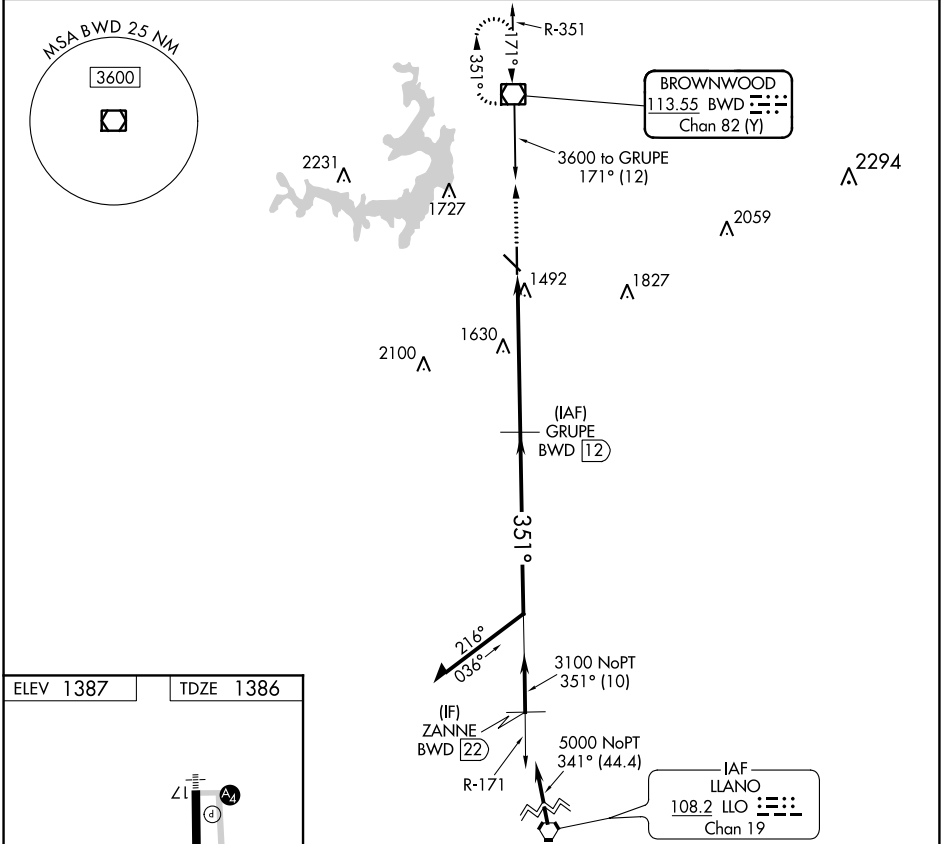 MSA BWD 25 NM
3600
R-351
171°
351°
BROWNWOOD
113.55 BWD
Chan 82 (Y)
3600 to GRUPE
171° (12)
2231
1727
2294
2059
1492
1827
1630
2100
(IAF)
GRUPE
BWD 12
351°
216°
036°
3100 NoPT
351° (10)
(IF)
ZANNE
BWD 22
R-171
5000 NoPT
341° (44.4)
IAF
LLANO
108.2 LLO
Chan 19
ELEV 1387
TDZE 1386
17
A4
P